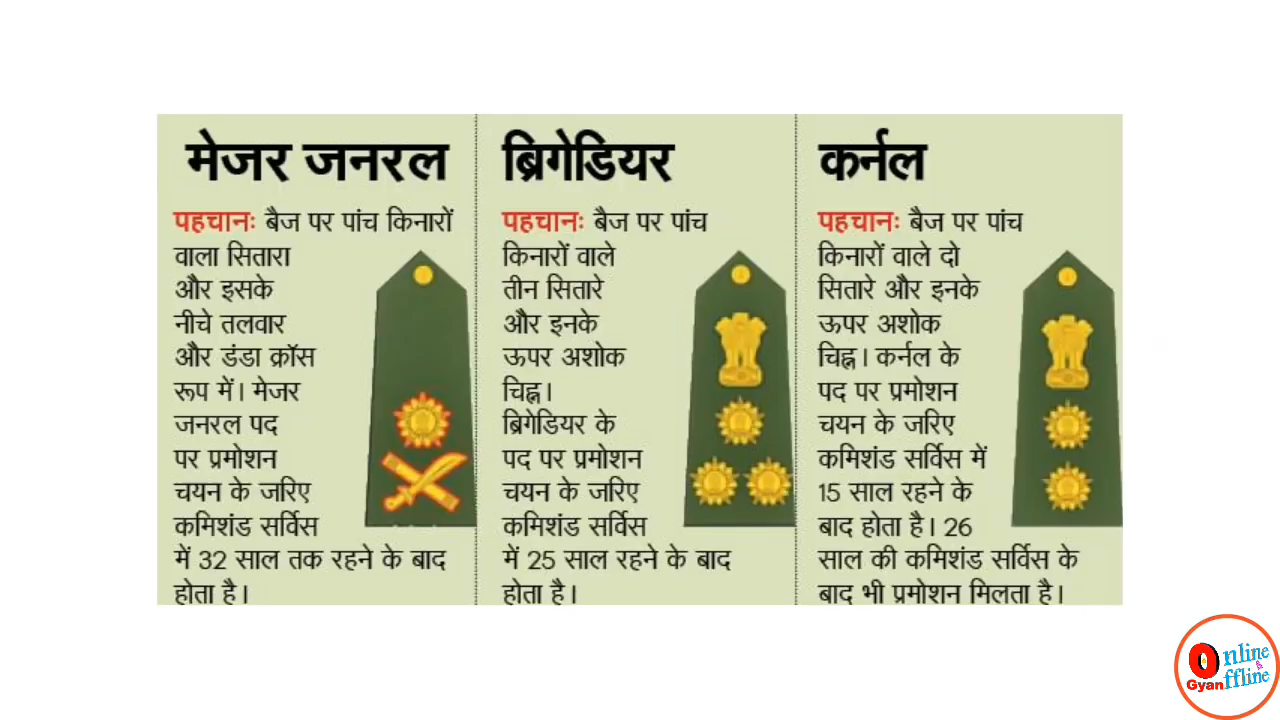 मेजर जनरल
पहचानः बैज पर पांच किनारों
वाला सितारा
और इसके
नीचे तलवार
और डंडा क्रॉस
रूप में। मेजर
जनरल पद
पर प्रमोशन
चयन के जरिए
कमिशंड सर्विस
में 32 साल तक रहने के बाद
होता है।
ब्रिगेडियर
पहचानः बैज पर पांच
किनारों वाले
तीन सितारे
और इनके
ऊपर अशोक
चिह्न।
ब्रिगेडियर के
पद पर प्रमोशन
चयन के जरिए
कमिशंड सर्विस
में 25 साल रहने के बाद
होता है।
कर्नल
पहचानः बैज पर पांच
किनारों वाले दो
सितारे और इनके
ऊपर अशोक
चिह्न। कर्नल के
पद पर प्रमोशन
चयन के जरिए
कमिशंड सर्विस में
15 साल रहने के
बाद होता है। 26
साल की कमिशंड सर्विस के
बाद भी प्रमोशन मिलता है।
Online
&
Gyan ffline